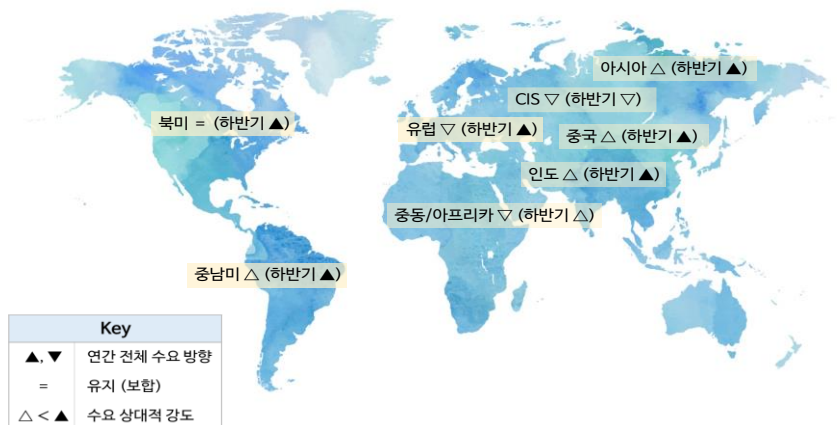 아시아 △ (하반기 ▲)
CIS ▽ (하반기 ▽)
북미 = (하반기 ▲)
유럽 ▽ (하반기 ▲)
중국 △ (하반기 ▲)
인도 △ (하반기 ▲)
중동/아프리카 ▽ (하반기 △)
중남미 △ (하반기 ▲)
Key
▲, ▼ 연간 전체 수요 방향
= 유지 (보합)
△ < ▲ 수요 상대적 강도